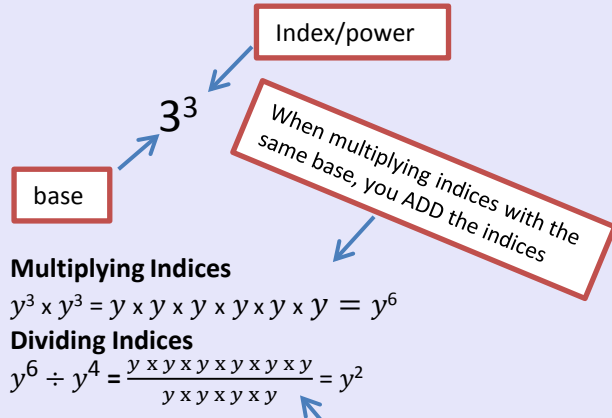 Index/power
3³
When multiplying indices with the
same base, you ADD the indices
base
Multiplying Indices
y³ x y³ = y x y x y x y x y x y = y⁶
Dividing Indices
y⁶ ÷ y⁴ = (y x y x y x y x y x y)/(y x y x y x y) = y²